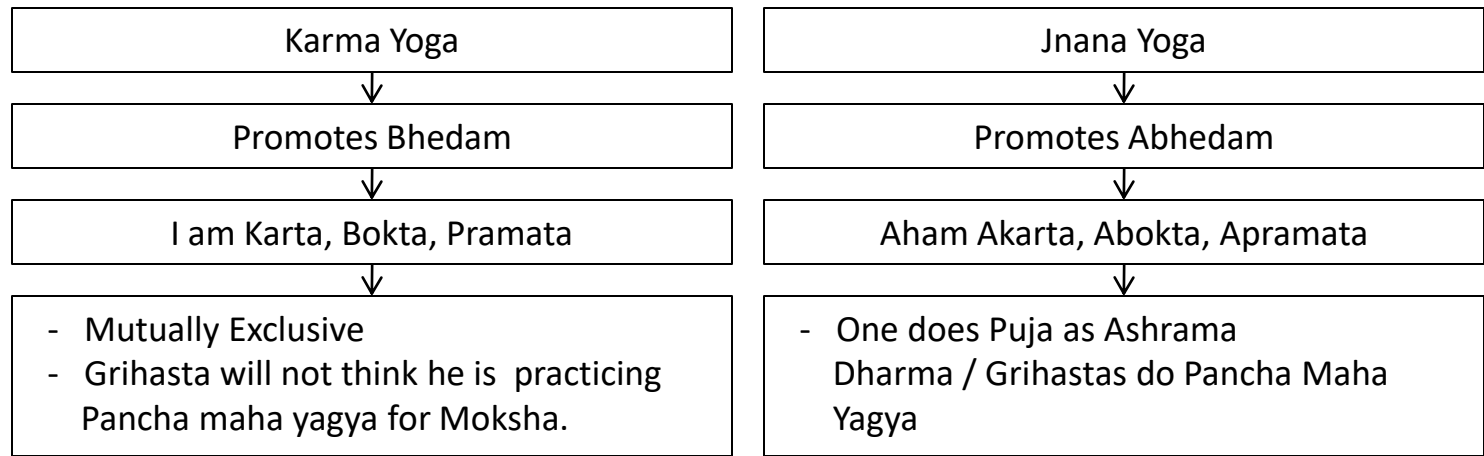 Karma Yoga
Promotes Bhedam
I am Karta, Bokta, Pramata
- Mutually Exclusive
- Grihasta will not think he is practicing
Pancha maha yagya for Moksha.
Jnana Yoga
Promotes Abhedam
Aham Akarta, Abokta, Apramata
- One does Puja as Ashrama
Dharma / Grihastas do Pancha Maha
Yagya